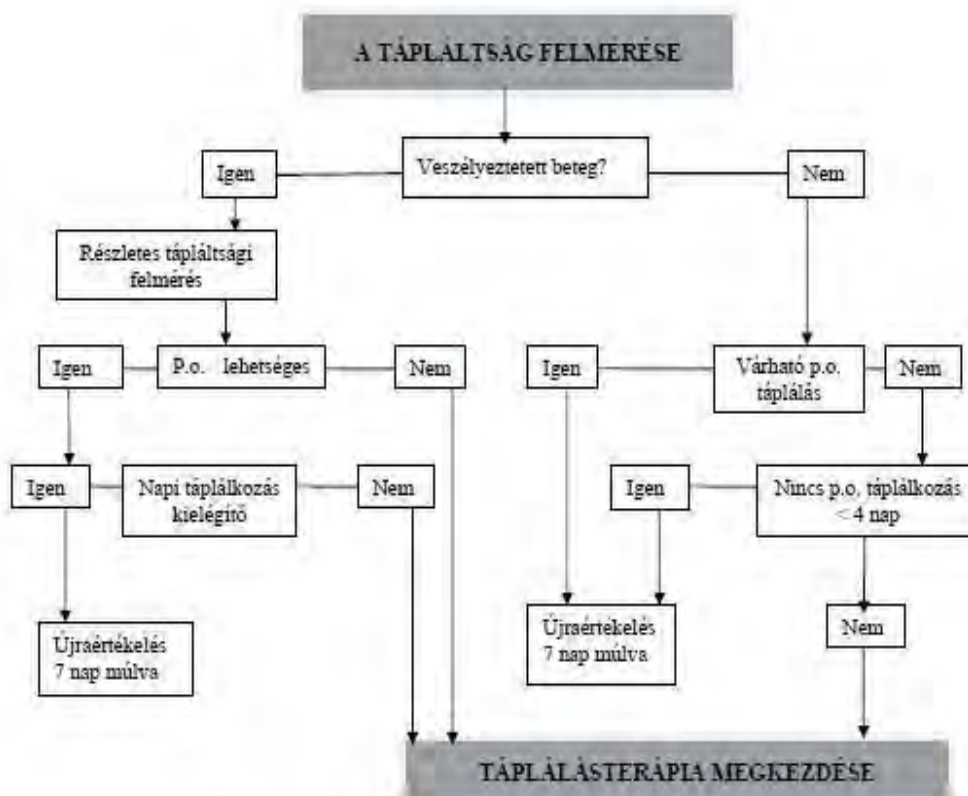 A TÁPLÁLTSÁG FELMÉRÉSE
Igen
Veszélyeztetett beteg?
Nem
Részletes tápláltsági
felmérés
Igen
P.o. lehetséges
Nem
Igen
Várható p.o.
táplálás
Nem
Igen
Napi táplálkozás
kielégítő
Nem
Igen
Nincs p.o. táplálkozás
< 4 nap
Újraértékelés
7 nap múlva
Újraértékelés
7 nap múlva
Nem
TÁPLÁLÁSTERÁPIA MEGKEZDÉSE